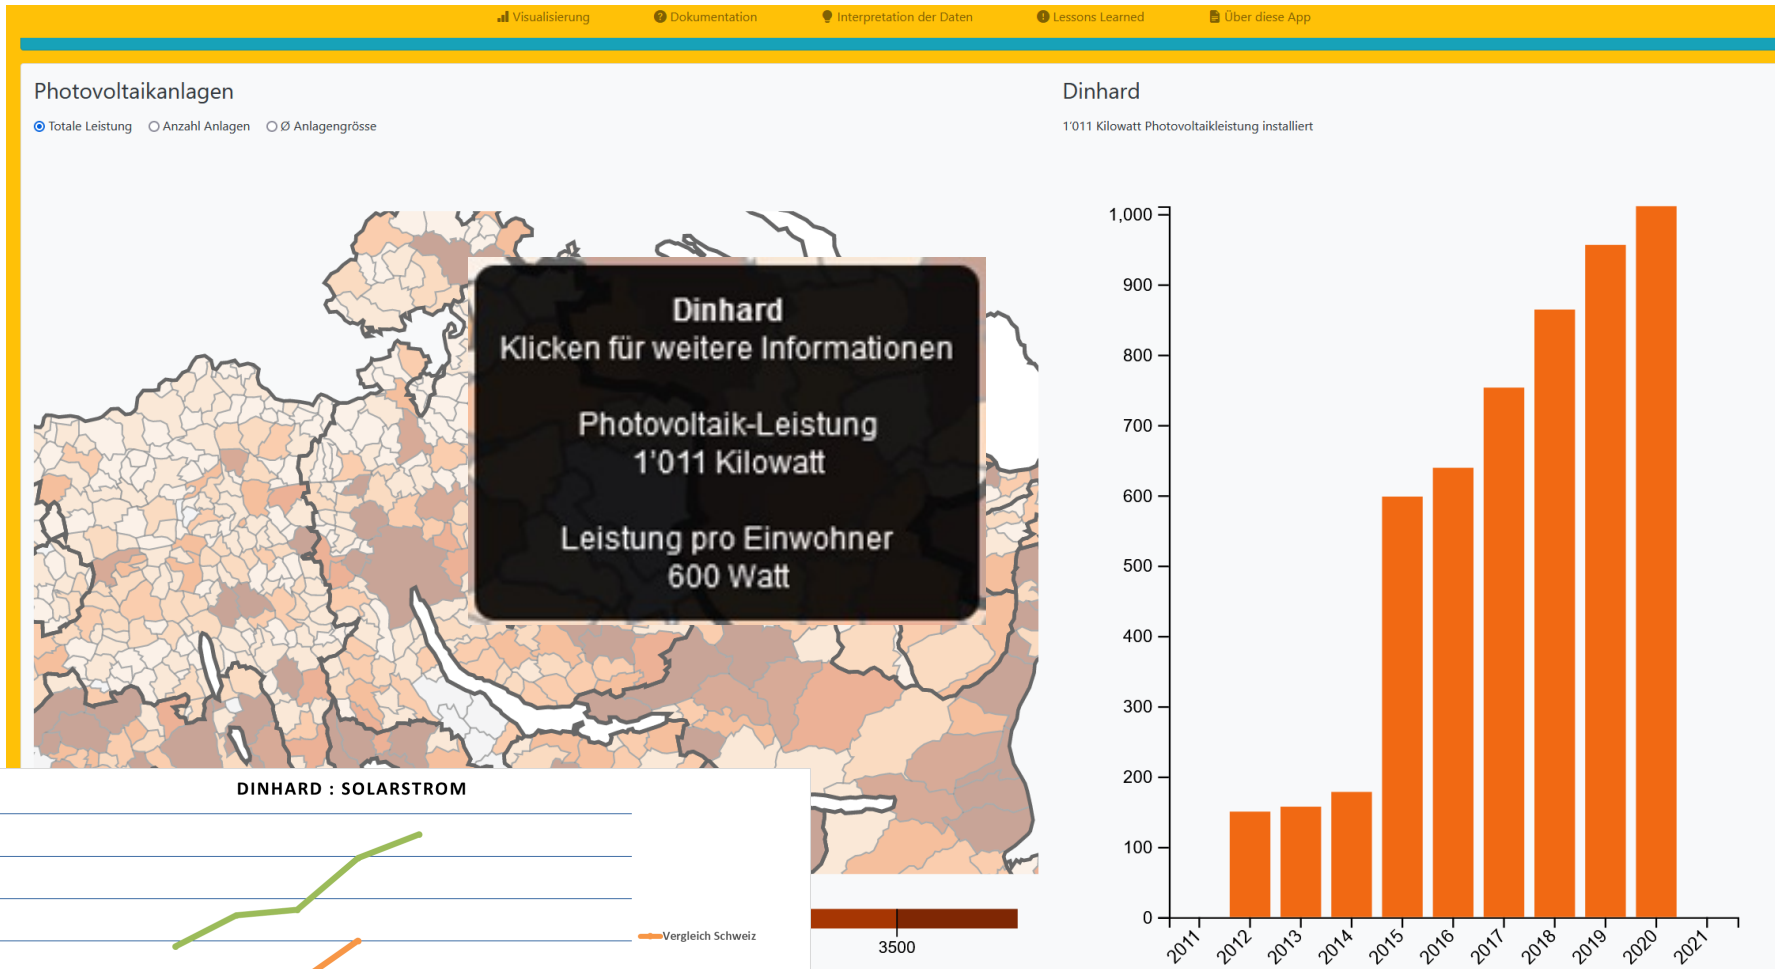 Visualisierung
Dokumentation
Interpretation der Daten
Lessons Learned
Über diese App
Photovoltaikanlagen
Totale Leistung
Anzahl Anlagen
Ø Anlagengrösse
Dinhard
Klicken für weitere Informationen
Photovoltaik-Leistung
1'011 Kilowatt
Leistung pro Einwohner
600 Watt
DINHARD : SOLARSTROM
Vergleich Schweiz
3500
Dinhard
1'011 Kilowatt Photovoltaikleistung installiert
1,000
900
800
700
600
500
400
300
200
100
0
2011
2012
2013
2014
2015
2016
2017
2018
2019
2020
2021